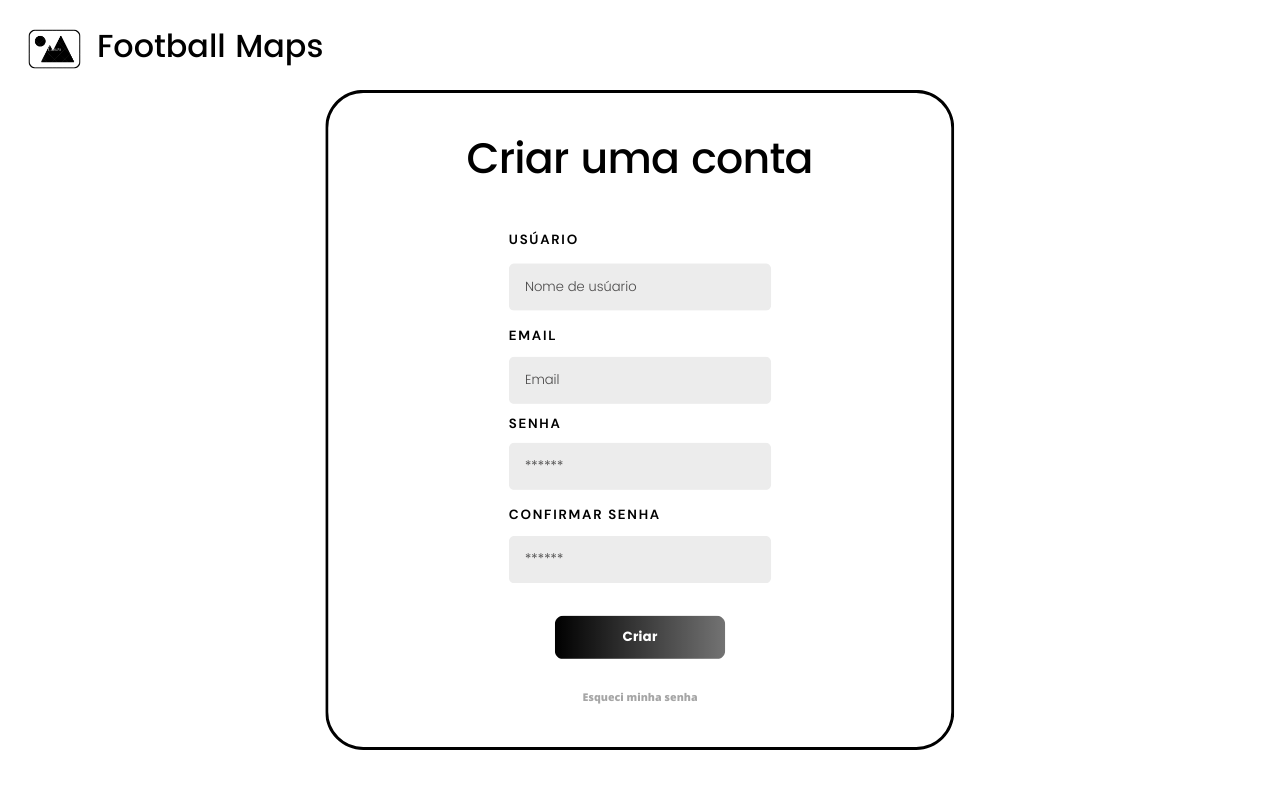 Football Maps
Criar uma conta
USÚARIO
Nome de usúario
EMAIL
Email
SENHA
******
CONFIRMAR SENHA
******
Criar
Esqueci minha senha